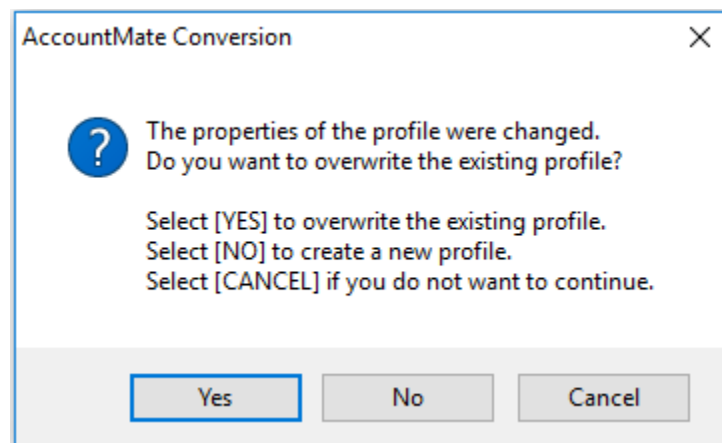 AccountMate Conversion
The properties of the profile were changed.
Do you want to overwrite the existing profile?
Select [YES] to overwrite the existing profile.
Select [NO] to create a new profile.
Select [CANCEL] if you do not want to continue.
Yes
No
Cancel